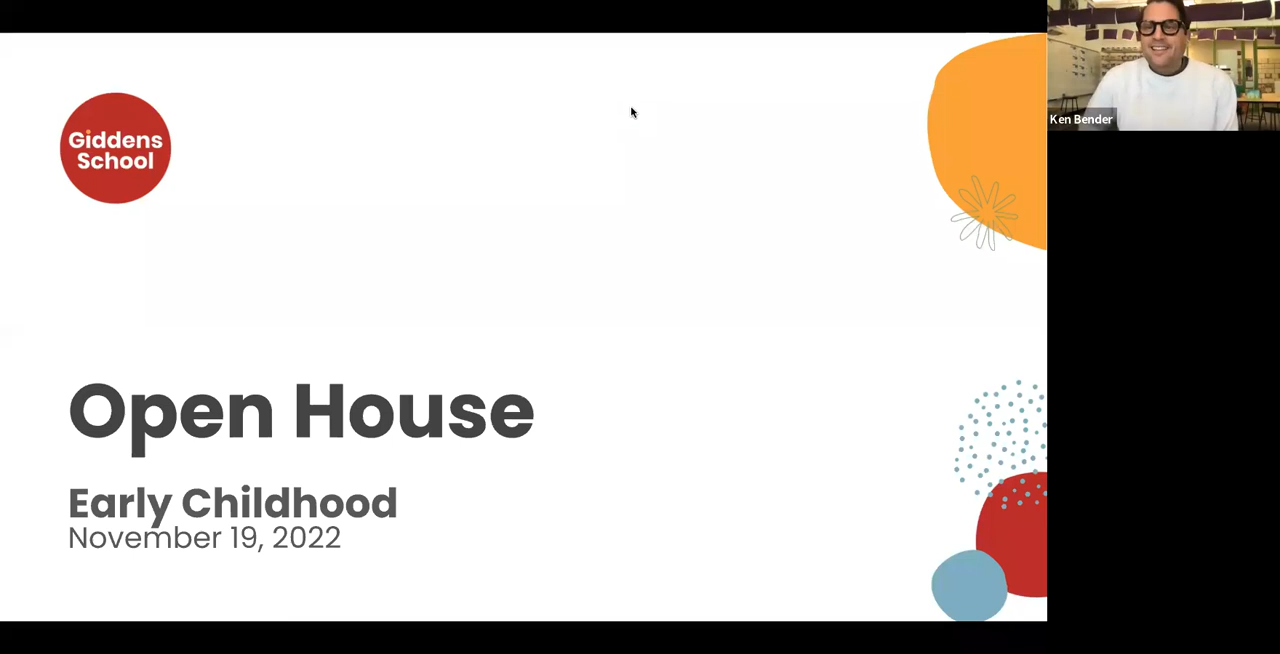 Giddens
School
Open House
Early Childhood
November 19, 2022
Ken Bender